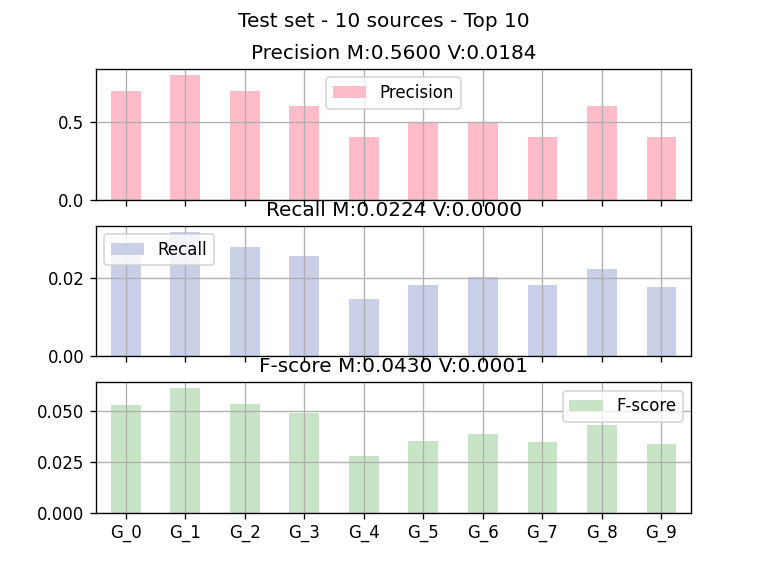 Test set - 10 sources - Top 10
Precision M:0.5600 V:0.0184
Precision
0.5
0.0
Recall M:0.0224 V:0.0000
Recall
0.02
0.00
F-score M:0.0430 V:0.0001
F-score
0.050
0.025
0.000
G_0 G_1 G_2 G_3 G_4 G_5 G_6 G_7 G_8 G_9